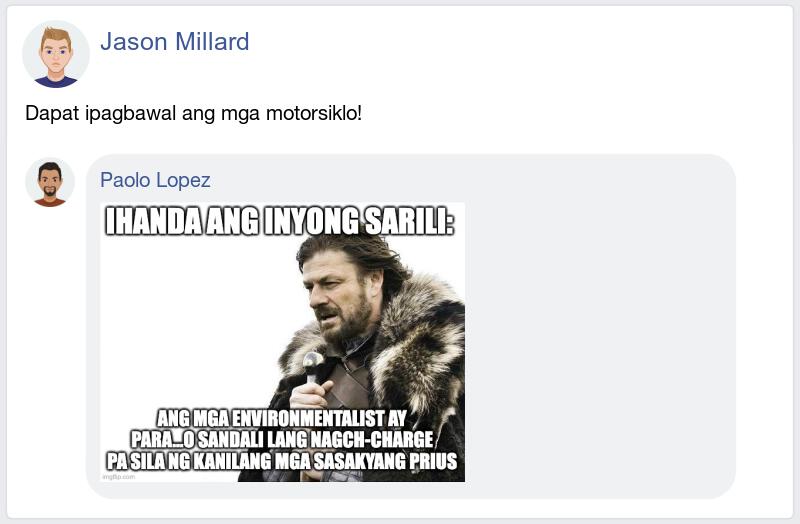 Jason Millard
Dapat ipagbawal ang mga motorsiklo!
Paolo Lopez
IHANDA ANG INYONG SARILI:
ANG MGA ENVIRONMENTALIST AY
PARA...O SANDALI LANG NAGCH-CHARGE
PA SILA NG KANILANG MGA SASAKYANG PRIUS
imgflip.com